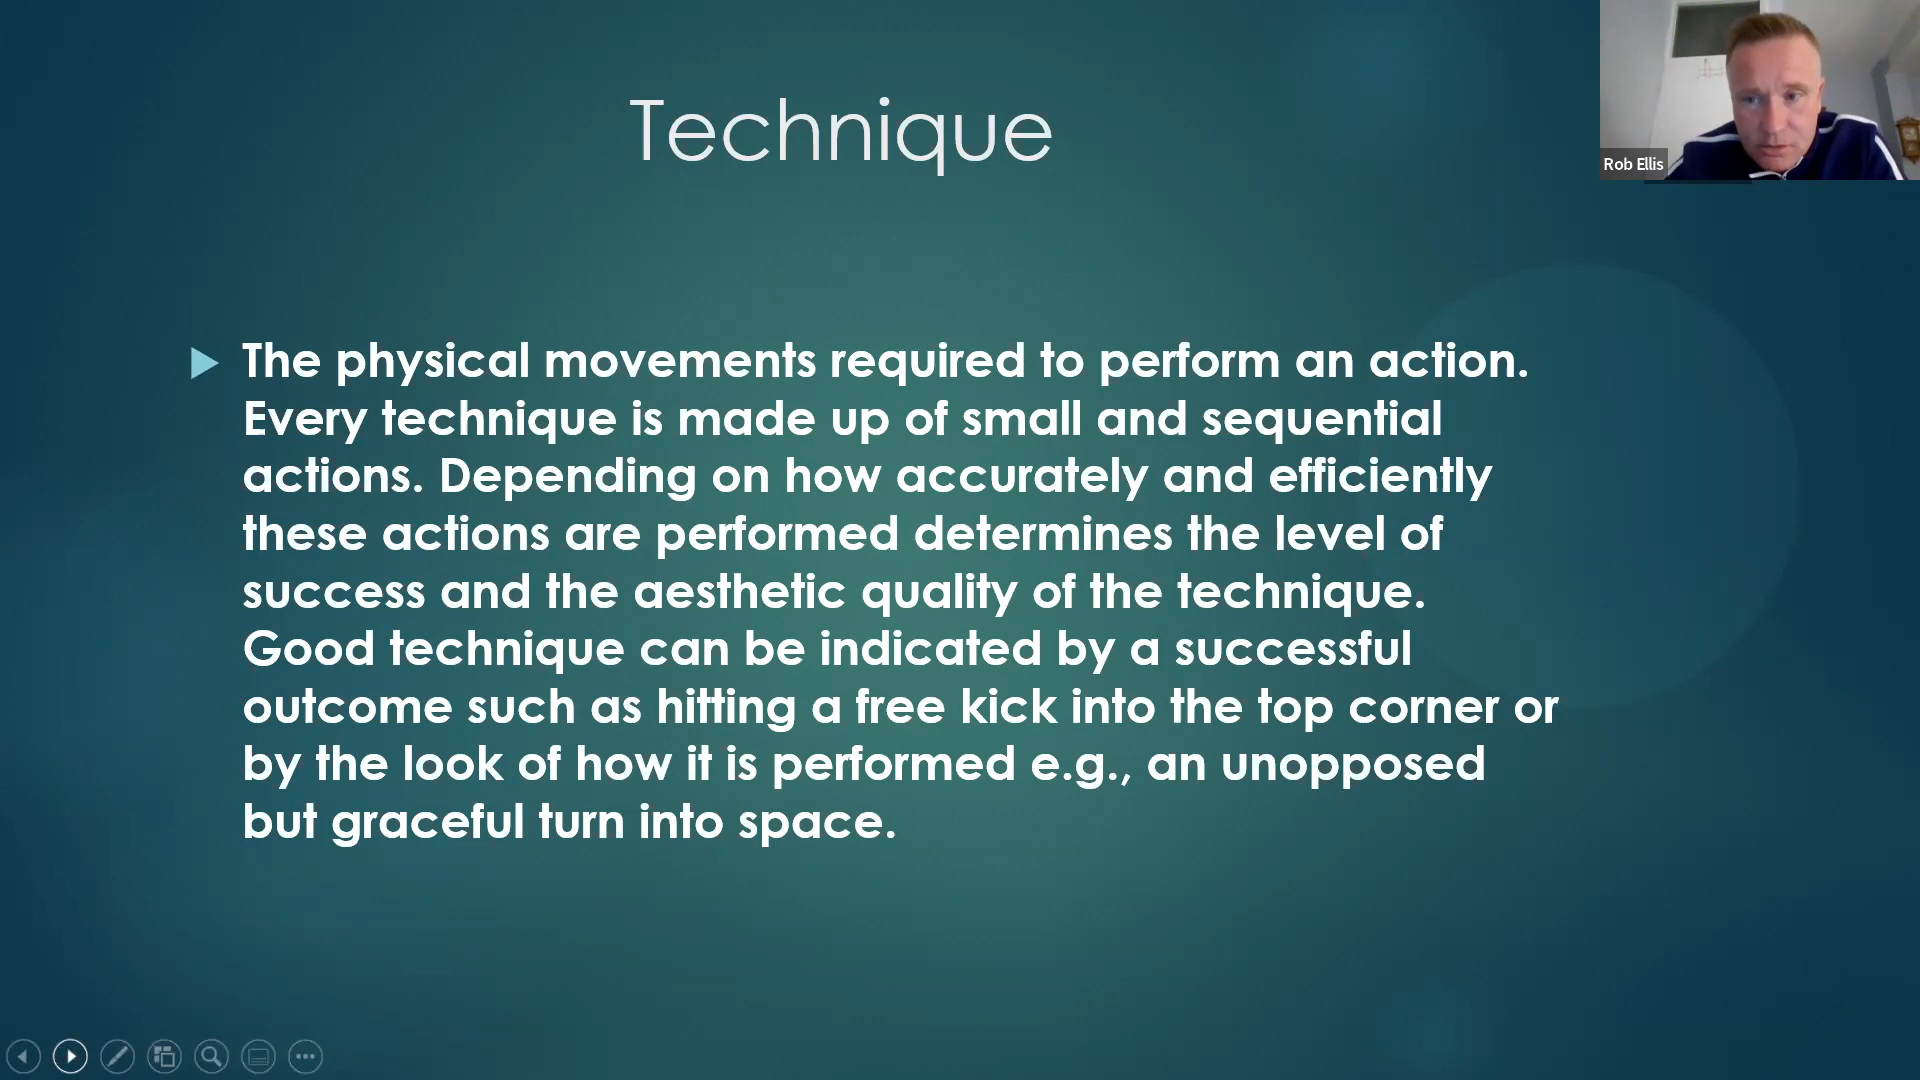 Technique
Rob Ellis
The physical movements required to perform an action.
Every technique is made up of small and sequential
actions. Depending on how accurately and efficiently
these actions are performed determines the level of
success and the aesthetic quality of the technique.
Good technique can be indicated by a successful
outcome such as hitting a free kick into the top corner or
by the look of how it is performed e.g., an unopposed
but graceful turn into space.